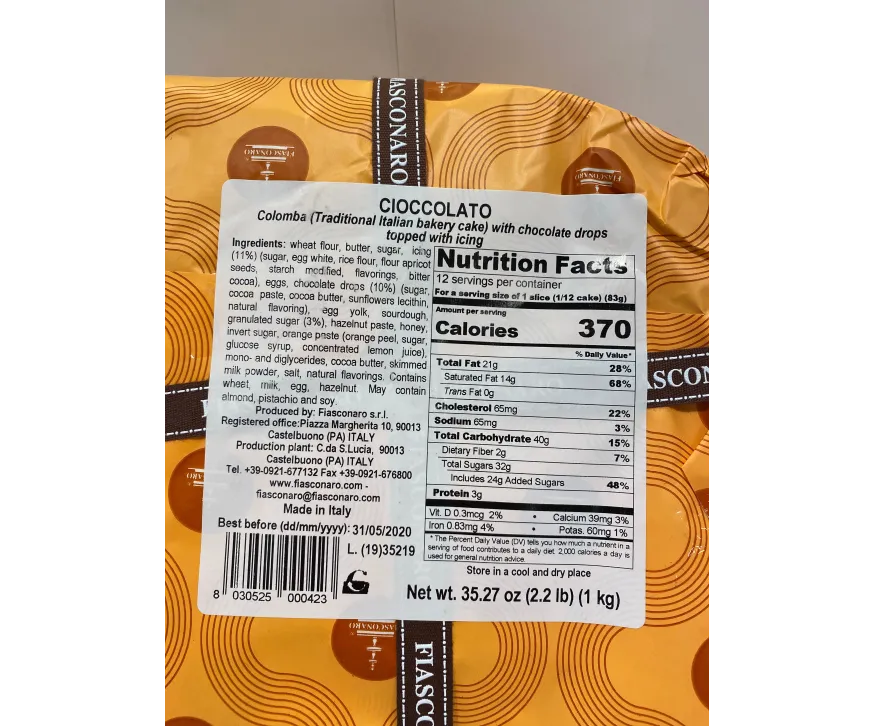 FIASCONARO
FIASCONARO
FIASCONARO
CIOCCOLATO
Colomba (Traditional Italian bakery cake) with chocolate drops
topped with icing
Ingredients: wheat flour, butter, sugar, icing
(11%) (sugar, egg white, rice flour, flour apricot
seeds, starch modified, flavorings, bitter
cocoa), eggs, chocolate drops (10%) (sugar,
cocoa paste, cocoa butter, sunflowers lecithin,
natural flavoring), egg yolk, sourdough,
granulated sugar (3%), hazelnut paste, honey,
invert sugar, orange paste (orange peel, sugar,
glucose syrup, concentrated lemon juice),
mono- and diglycerides, cocoa butter, skimmed
milk powder, salt, natural flavorings. Contains
wheat, milk, egg, hazelnut. May contain
almond, pistachio and soy.
Produced by: Fiasconaro s.r.l.
Registered office:Piazza Margherita 10, 90013
Castelbuono (PA) ITALY
Production plant: C.da S.Lucia, 90013
Castelbuono (PA) ITALY
Tel. +39-0921-677132 Fax +39-0921-676800
www.fiasconaro.com -
fiasconaro@fiasconaro.com
Made in Italy
Best before (dd/mm/yyyy): 31/05/2020
L. (19)35219
8 030525 000423
Nutrition Facts
12 servings per container
For a serving size of 1 slice (1/12 cake) (83g)
Amount per serving
Calories 370
% Daily Value*
Total Fat 21g 28%
Saturated Fat 14g 68%
Trans Fat 0g
Cholesterol 65mg 22%
Sodium 65mg 3%
Total Carbohydrate 40g 15%
Dietary Fiber 2g 7%
Total Sugars 32g
Includes 24g Added Sugars 48%
Protein 3g
Vit. D 0.3mcg 2% • Calcium 39mg 3%
Iron 0.83mg 4% • Potas. 60mg 1%
* The Percent Daily Value (DV) tells you how much a nutrient in a
serving of food contributes to a daily diet. 2,000 calories a day is
used for general nutrition advice.
Store in a cool and dry place
Net wt. 35.27 oz (2.2 lb) (1 kg)
ASCON
FIASCONARO
FIASCO